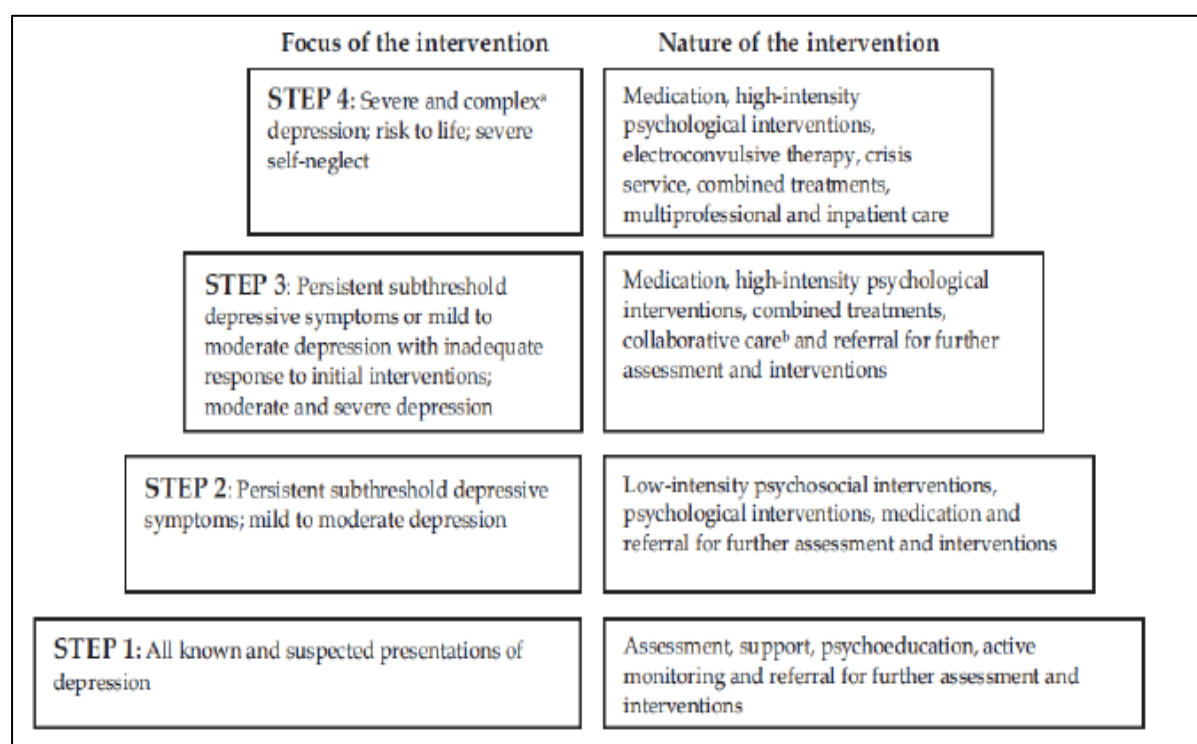 Focus of the intervention
Nature of the intervention
STEP 4: Severe and complexª
depression; risk to life; severe
self-neglect
Medication, high-intensity
psychological interventions,
electroconvulsive therapy, crisis
service, combined treatments,
multiprofessional and inpatient care
STEP 3: Persistent subthreshold
depressive symptoms or mild to
moderate depression with inadequate
response to initial interventions;
moderate and severe depression
Medication, high-intensity psychological
interventions, combined treatments,
collaborative careᵇ and referral for further
assessment and interventions
STEP 2: Persistent subthreshold depressive
symptoms; mild to moderate depression
Low-intensity psychosocial interventions,
psychological interventions, medication and
referral for further assessment and interventions
STEP 1: All known and suspected presentations of
depression
Assessment, support, psychoeducation, active
monitoring and referral for further assessment and
interventions